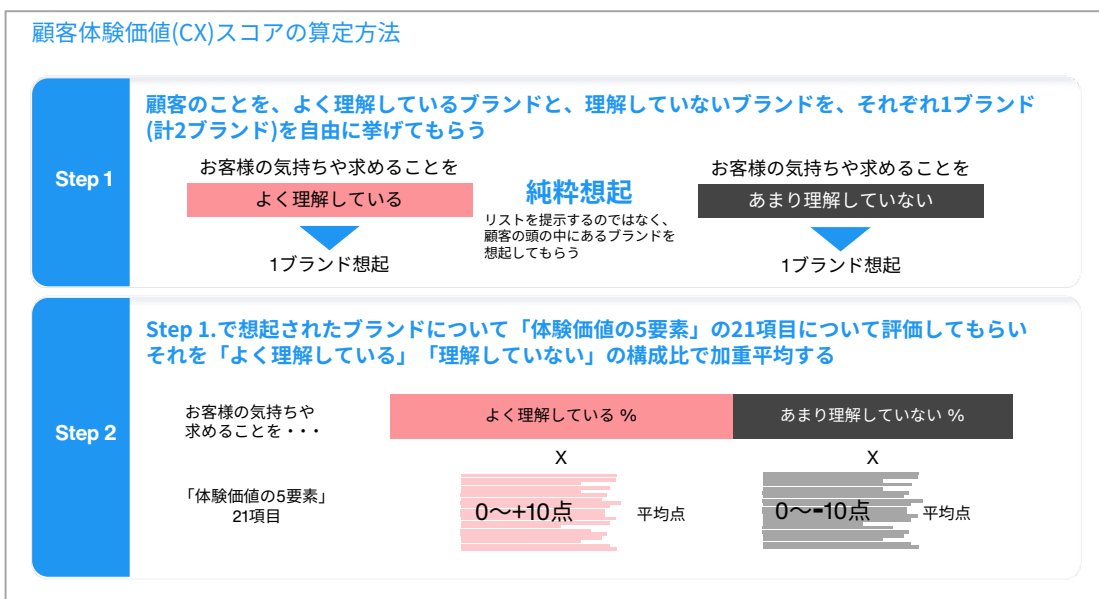 顧客体験価値(CX)スコアの算定方法
Step 1
顧客のことを、よく理解しているブランドと、理解していないブランドを、それぞれ1ブランド
(計2ブランド)を自由に挙げてもらう
お客様の気持ちや求めることを
よく理解している
1ブランド想起
純粋想起
リストを提示するのではなく、
顧客の頭の中にあるブランドを
想起してもらう
お客様の気持ちや求めることを
あまり理解していない
1ブランド想起
Step 2
Step 1.で想起されたブランドについて「体験価値の5要素」の21項目について評価してもらい
それを「よく理解している」「理解していない」の構成比で加重平均する
お客様の気持ちや
求めることを・・・
よく理解している %
あまり理解していない %
X
X
「体験価値の5要素」
21項目
0〜+10点
平均点
0〜-10点
平均点